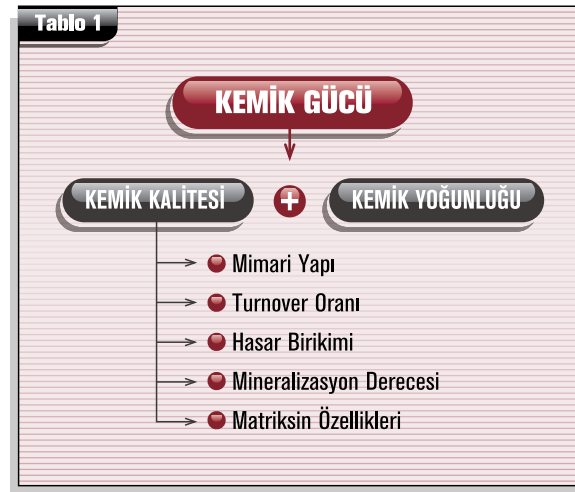 Tablo 1
KEMİK GÜCÜ
KEMİK KALİTESİ + KEMİK YOĞUNLUĞU
Mimari Yapı
Turnover Oranı
Hasar Birikimi
Mineralizasyon Derecesi
Matriksin Özellikleri